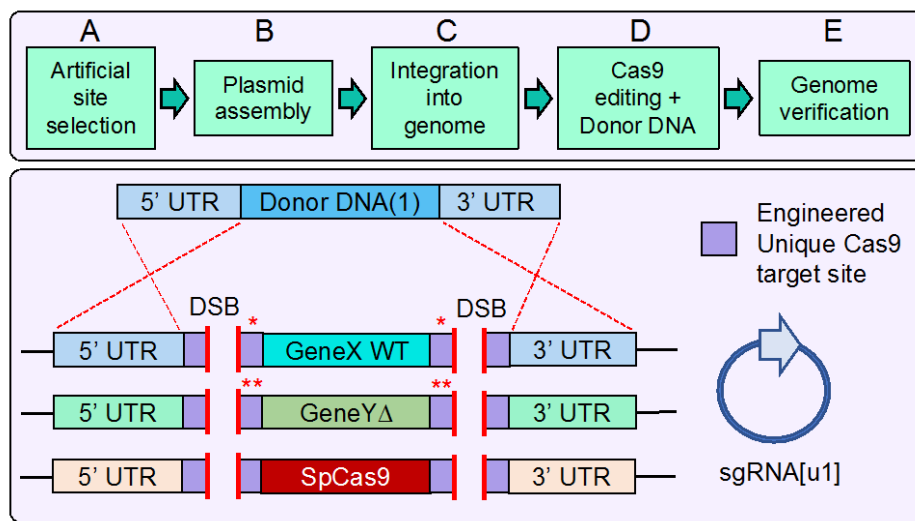 A
B
C
D
E
Artificial
site
selection
Plasmid
assembly
Integration
into
genome
Cas9
editing +
Donor DNA
Genome
verification
5’ UTR
Donor DNA(1)
3’ UTR
Engineered
Unique Cas9
target site
DSB
DSB
*
*
5’ UTR
GeneX WT
3’ UTR
**
**
5’ UTR
GeneYΔ
3’ UTR
5’ UTR
SpCas9
3’ UTR
sgRNA[u1]